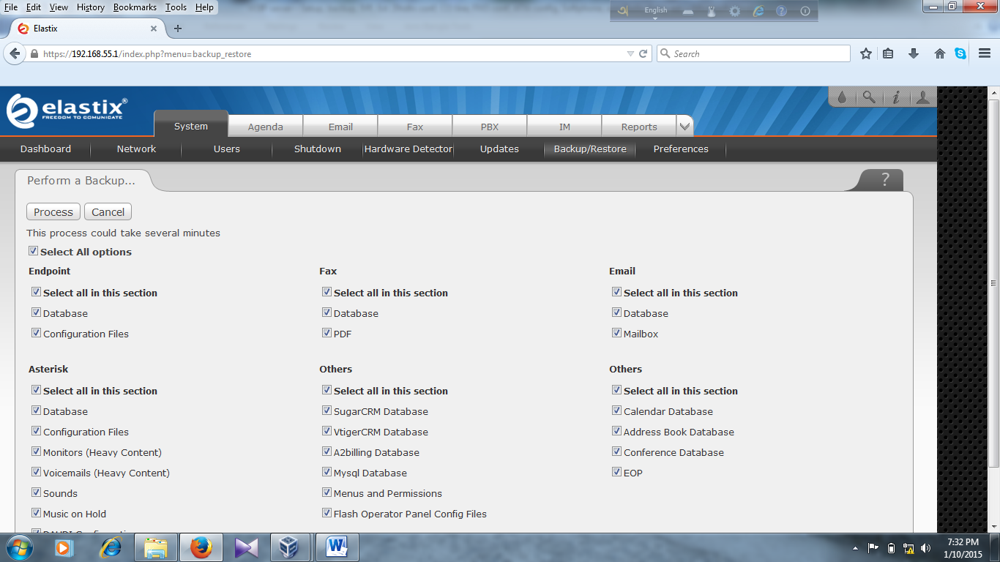 File Edit View History Bookmarks Tools Help
English
Elastix
https://192.168.55.1/index.php?menu=backup_restore
Search
elastix®
FREEDOM TO COMUNICATE
System Agenda Email Fax PBX IM Reports
Dashboard Network Users Shutdown Hardware Detector Updates Backup/Restore Preferences
Perform a Backup...
?
Process Cancel
This process could take several minutes
Select All options
Endpoint Fax Email
Select all in this section Select all in this section Select all in this section
Database Database Database
Configuration Files PDF Mailbox
Asterisk Others Others
Select all in this section Select all in this section Select all in this section
Database SugarCRM Database Calendar Database
Configuration Files VtigerCRM Database Address Book Database
Monitors (Heavy Content) A2billing Database Conference Database
Voicemails (Heavy Content) Mysql Database EOP
Sounds Menus and Permissions
Music on Hold Flash Operator Panel Config Files
7:32 PM
1/10/2015